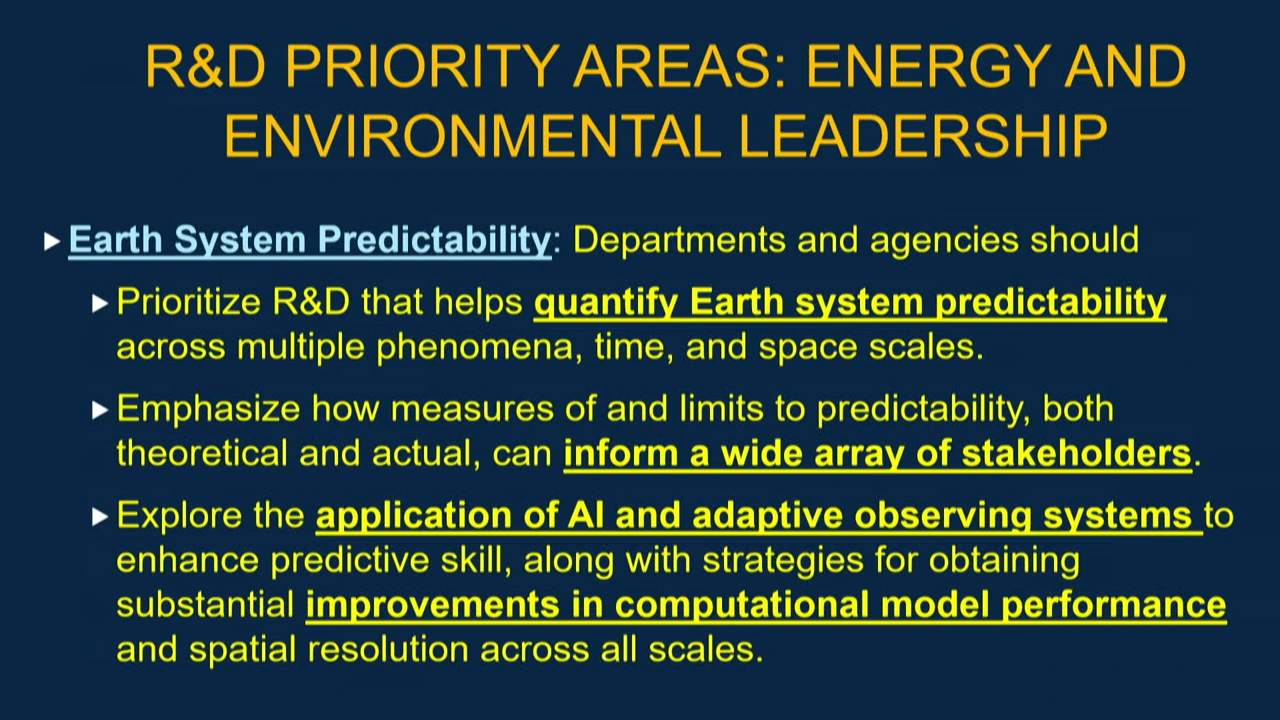 R&D PRIORITY AREAS: ENERGY AND
ENVIRONMENTAL LEADERSHIP
Earth System Predictability: Departments and agencies should
Prioritize R&D that helps quantify Earth system predictability
across multiple phenomena, time, and space scales.
Emphasize how measures of and limits to predictability, both
theoretical and actual, can inform a wide array of stakeholders.
Explore the application of AI and adaptive observing systems to
enhance predictive skill, along with strategies for obtaining
substantial improvements in computational model performance
and spatial resolution across all scales.